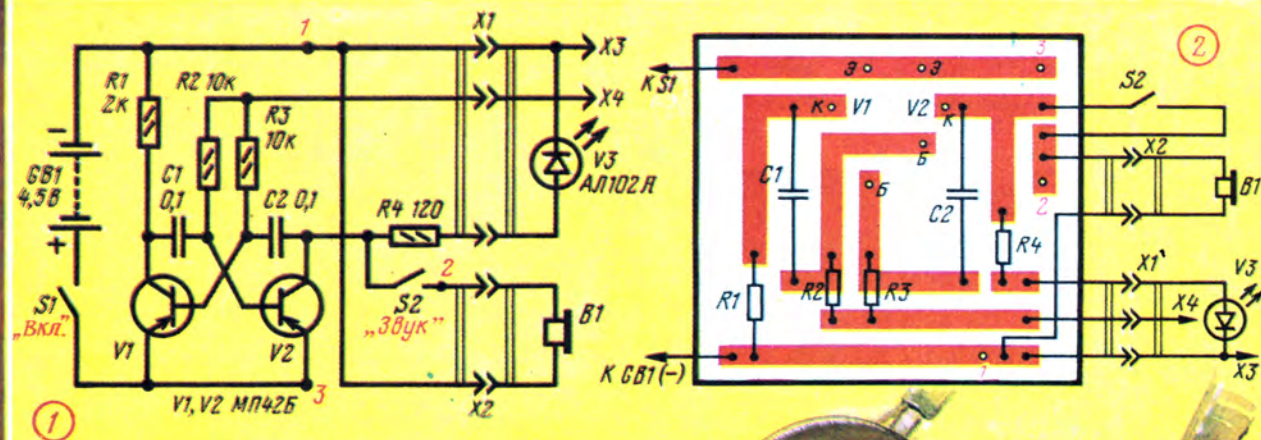 1
X1
X3
R1
2к
R2 10к
R3
10к
X4
V3
АЛ102Я
GB1
4,5В
C1
0,1
C2 0,1
R4 120
2
S1
„Вкл."
V1
V2
S2
„Звук"
B1
3
X2
V1, V2 МП42Б
1
2
К S1
Э
Э
3
К
V1
V2
К
S2
Б
Б
C1
C2
X2
B1
2
R4
R1
R2
R3
X1'
V3
X4
К GB1 (-)
1
X3